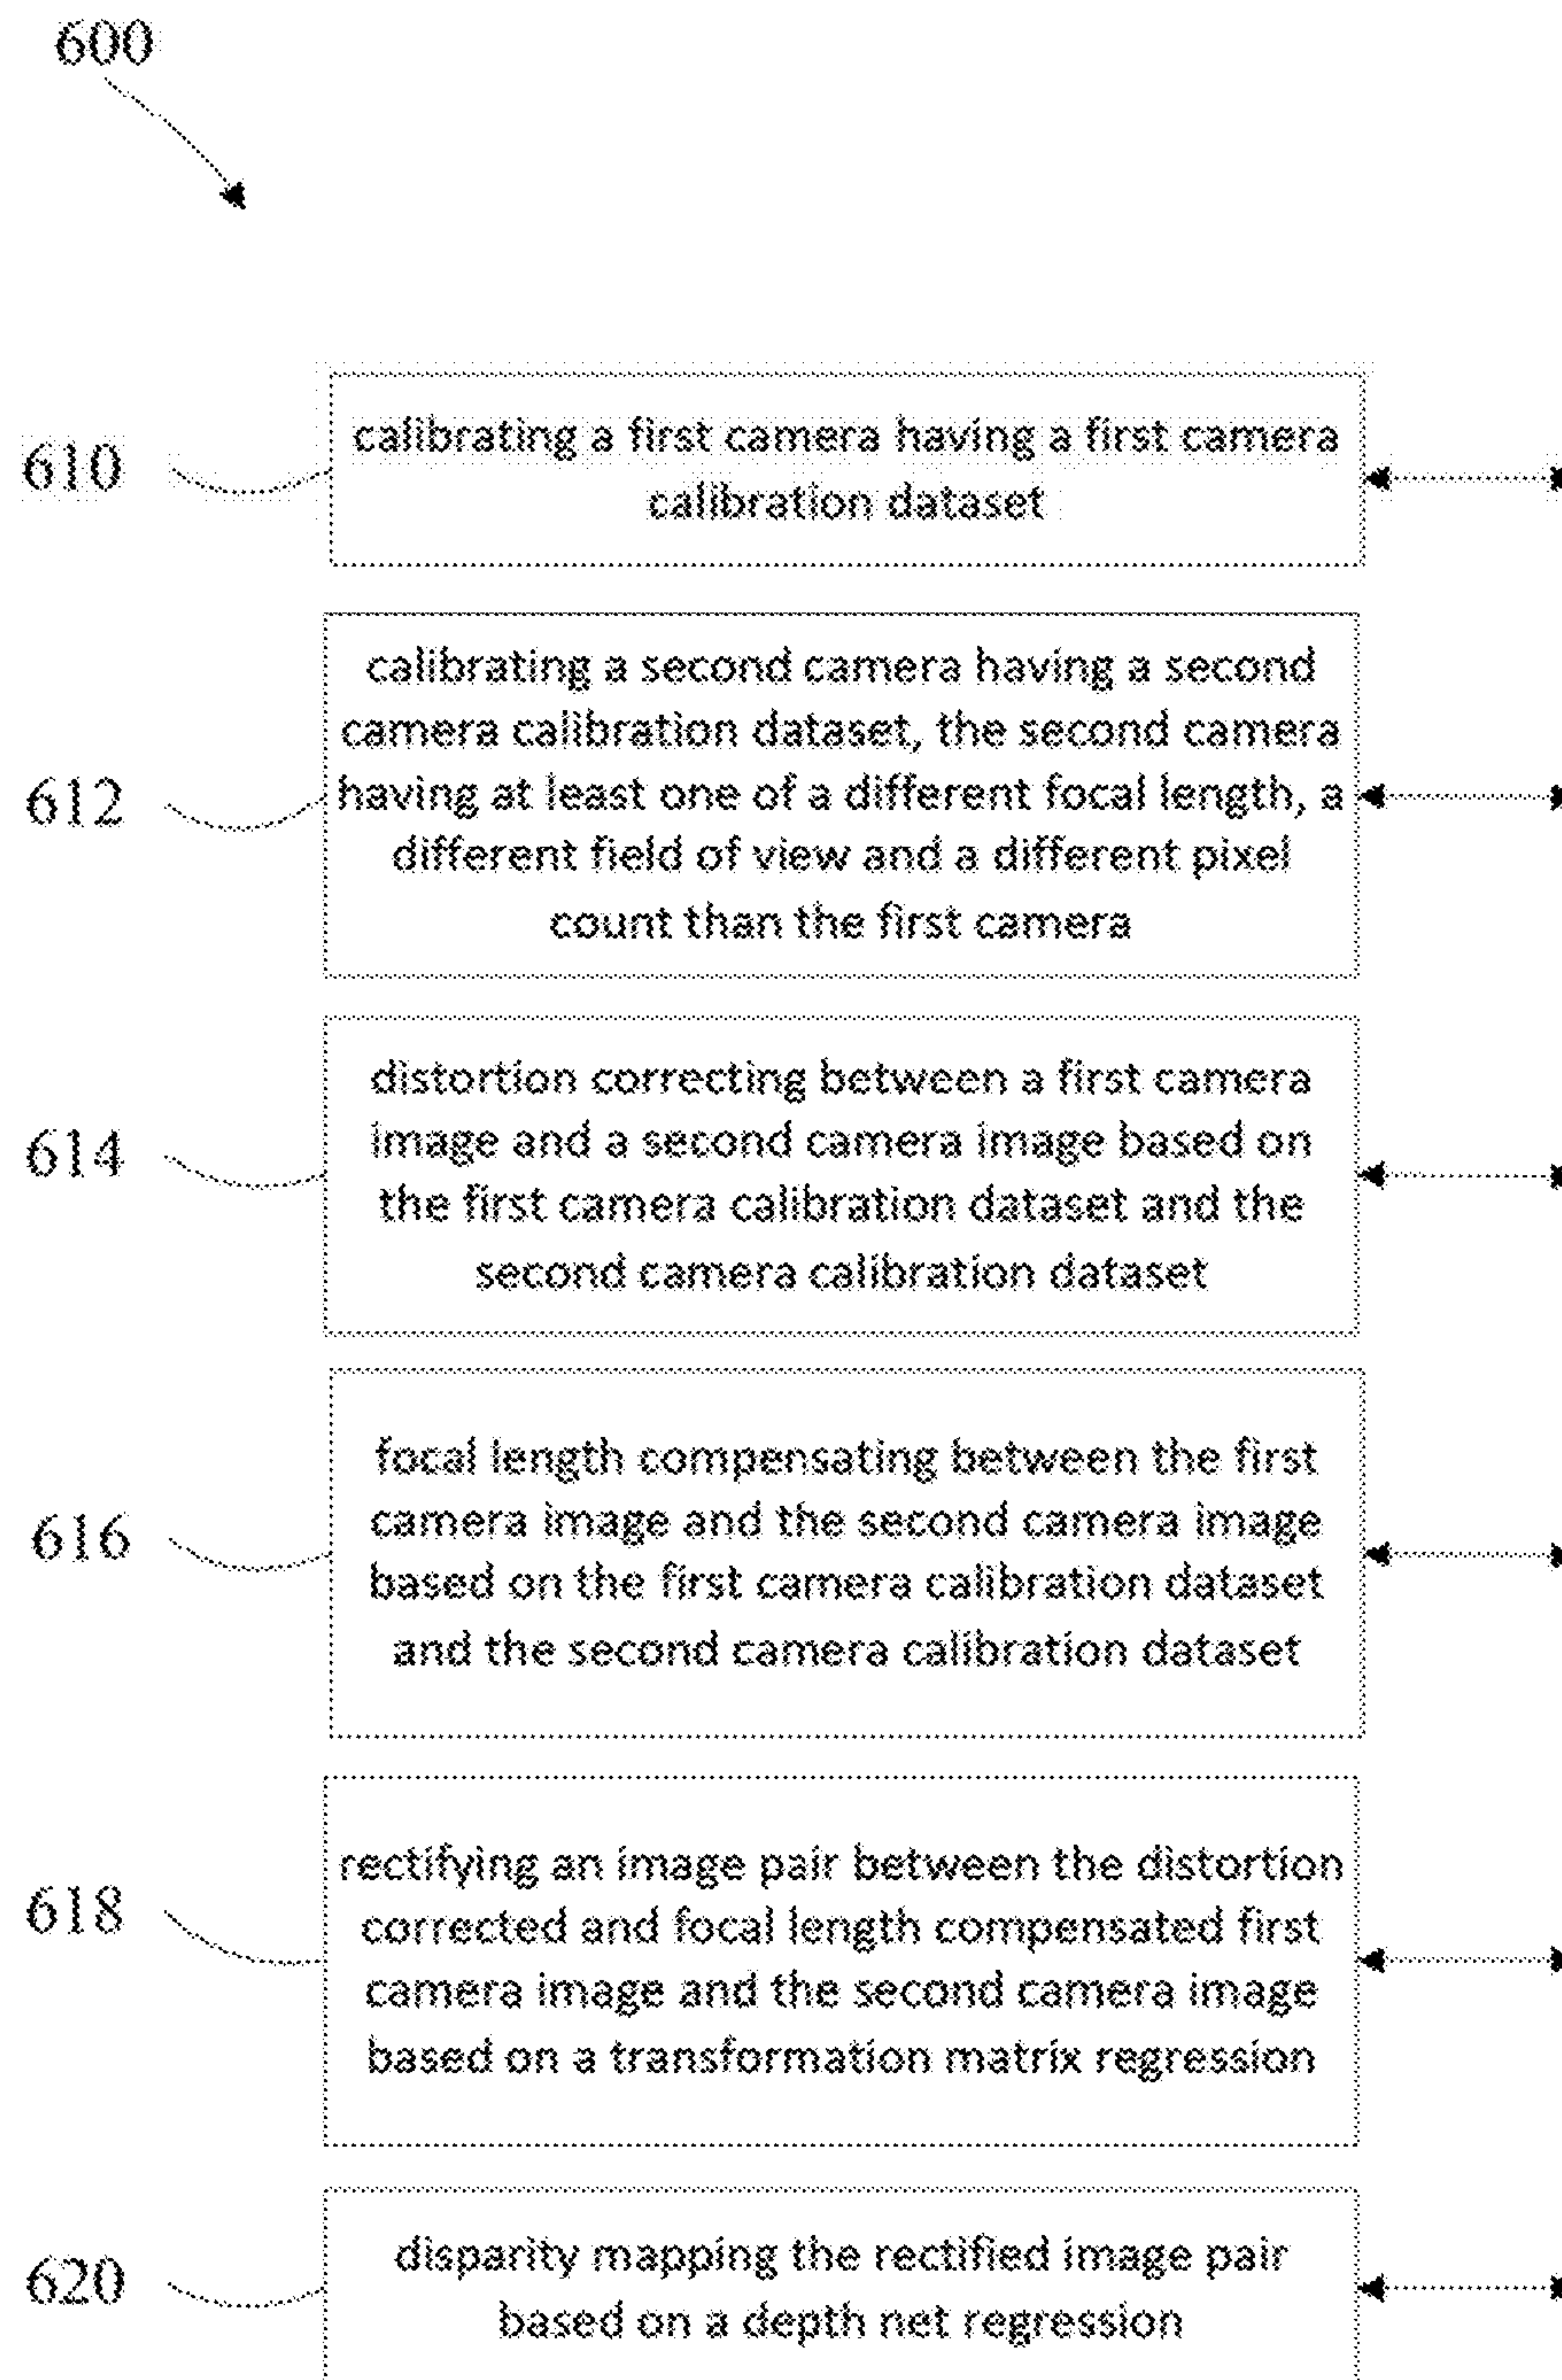 600
610
calibrating a first camera having a first camera
calibration dataset
612
calibrating a second camera having a second
camera calibration dataset, the second camera
having at least one of a different focal length, a
different field of view and a different pixel
count than the first camera
614
distortion correcting between a first camera
image and a second camera image based on
the first camera calibration dataset and the
second camera calibration dataset
616
focal length compensating between the first
camera image and the second camera image
based on the first camera calibration dataset
and the second camera calibration dataset
618
rectifying an image pair between the distortion
corrected and focal length compensated first
camera image and the second camera image
based on a transformation matrix regression
620
disparity mapping the rectified image pair
based on a depth net regression